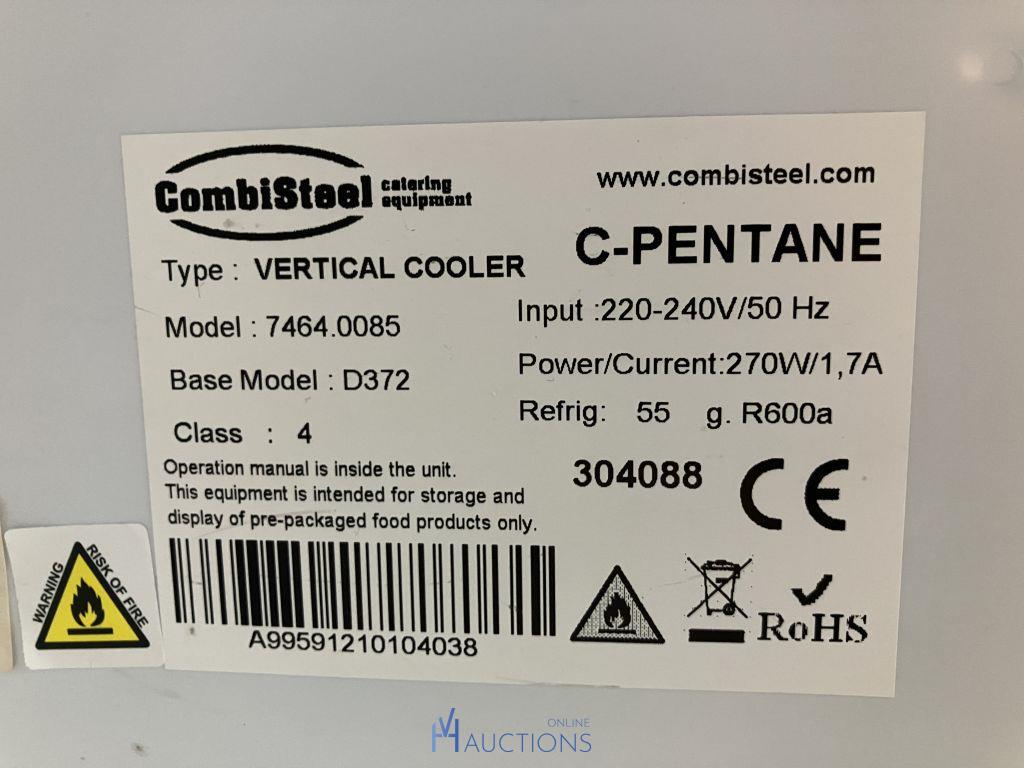 CombiSteel catering equipment
www.combisteel.com
C-PENTANE
Type : VERTICAL COOLER
Input :220-240V/50 Hz
Model : 7464.0085
Power/Current:270W/1,7A
Base Model : D372
Refrig: 55 g. R600a
Class : 4
304088 CE
Operation manual is inside the unit.
This equipment is intended for storage and
display of pre-packaged food products only.
A99591210104038
RoHS
WARNING
RISK OF FIRE
VH ONLINE
AUCTIONS